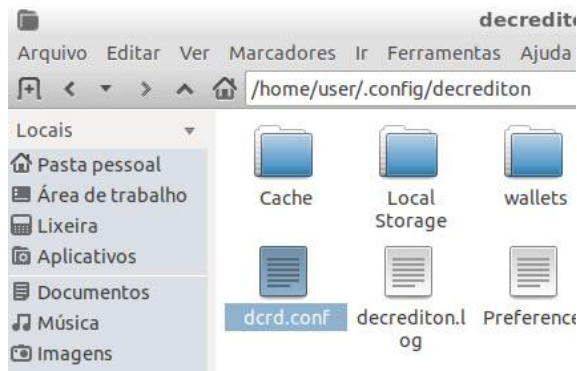 decredito
Arquivo Editar Ver Marcadores Ir Ferramentas Ajuda
/home/user/.config/decrediton
Locais
Pasta pessoal
Área de trabalho
Lixeira
Aplicativos
Documentos
Música
Imagens
Cache
Local
Storage
wallets
dcrd.conf
decrediton.l
og
Preference